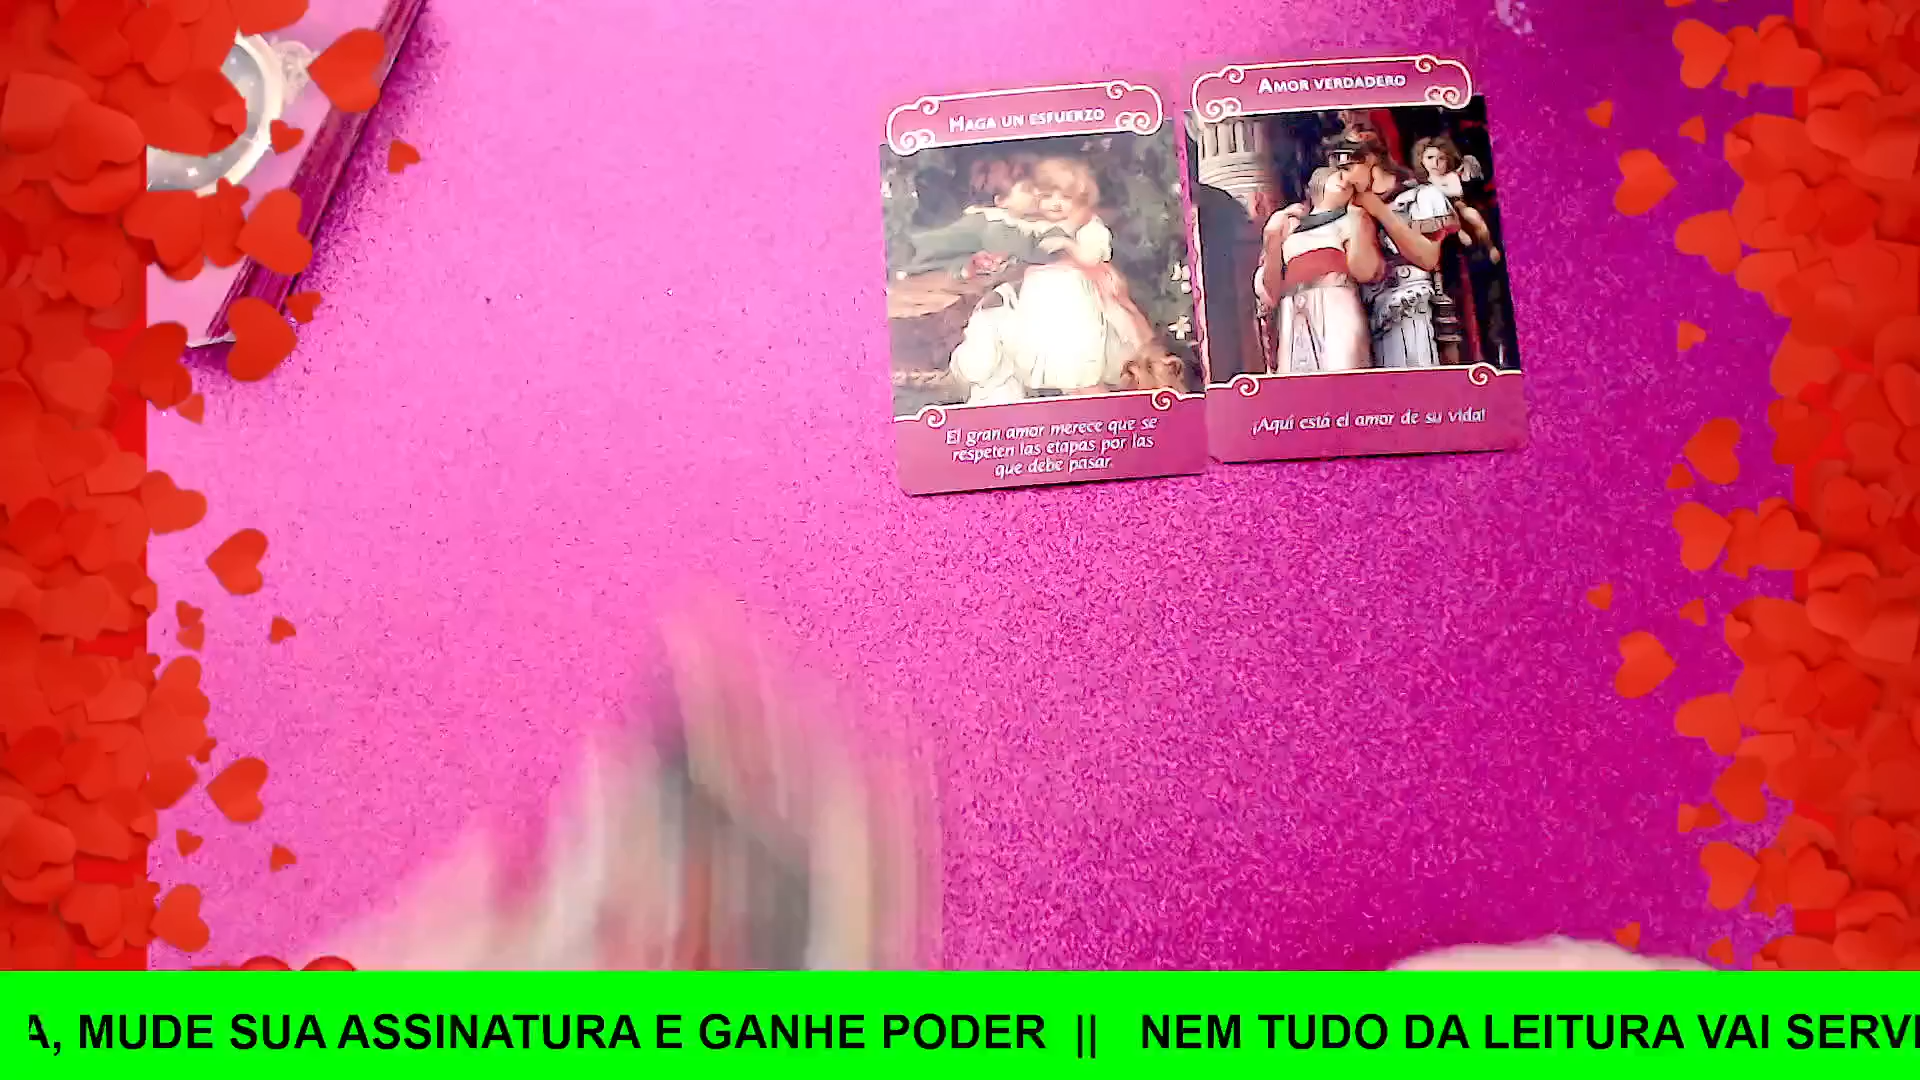 Haga un esfuerzo
El gran amor merece que se
respeten las etapas por las
que debe pasar.
Amor verdadero
¡Aquí está el amor de su vida!
A, MUDE SUA ASSINATURA E GANHE PODER || NEM TUDO DA LEITURA VAI